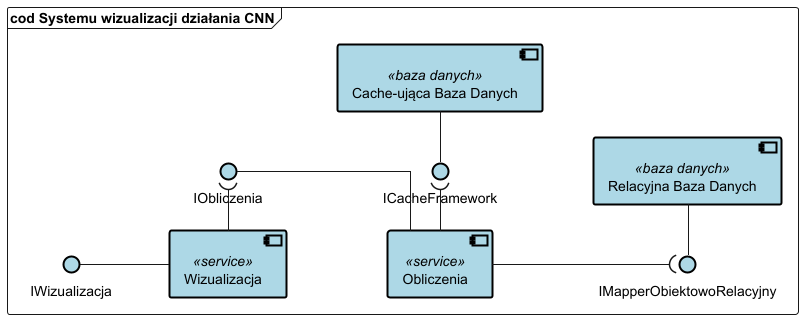 cod Systemu wizualizacji działania CNN
«baza danych»
Cache-ująca Baza Danych
«baza danych»
Relacyjna Baza Danych
IObliczenia
ICacheFramework
«service»
Wizualizacja
«service»
Obliczenia
IWizualizacja
IMapperObiektowoRelacyjny